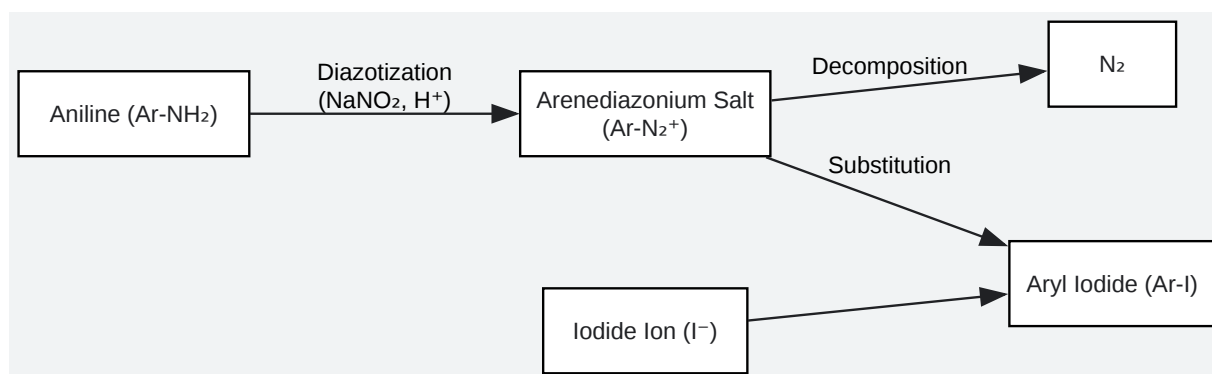 Aniline (Ar-NH₂)
Diazotization
(NaNO₂, H⁺)
Arenediazonium Salt
(Ar-N₂⁺)
Decomposition
N₂
Substitution
Aryl Iodide (Ar-I)
Iodide Ion (I⁻)